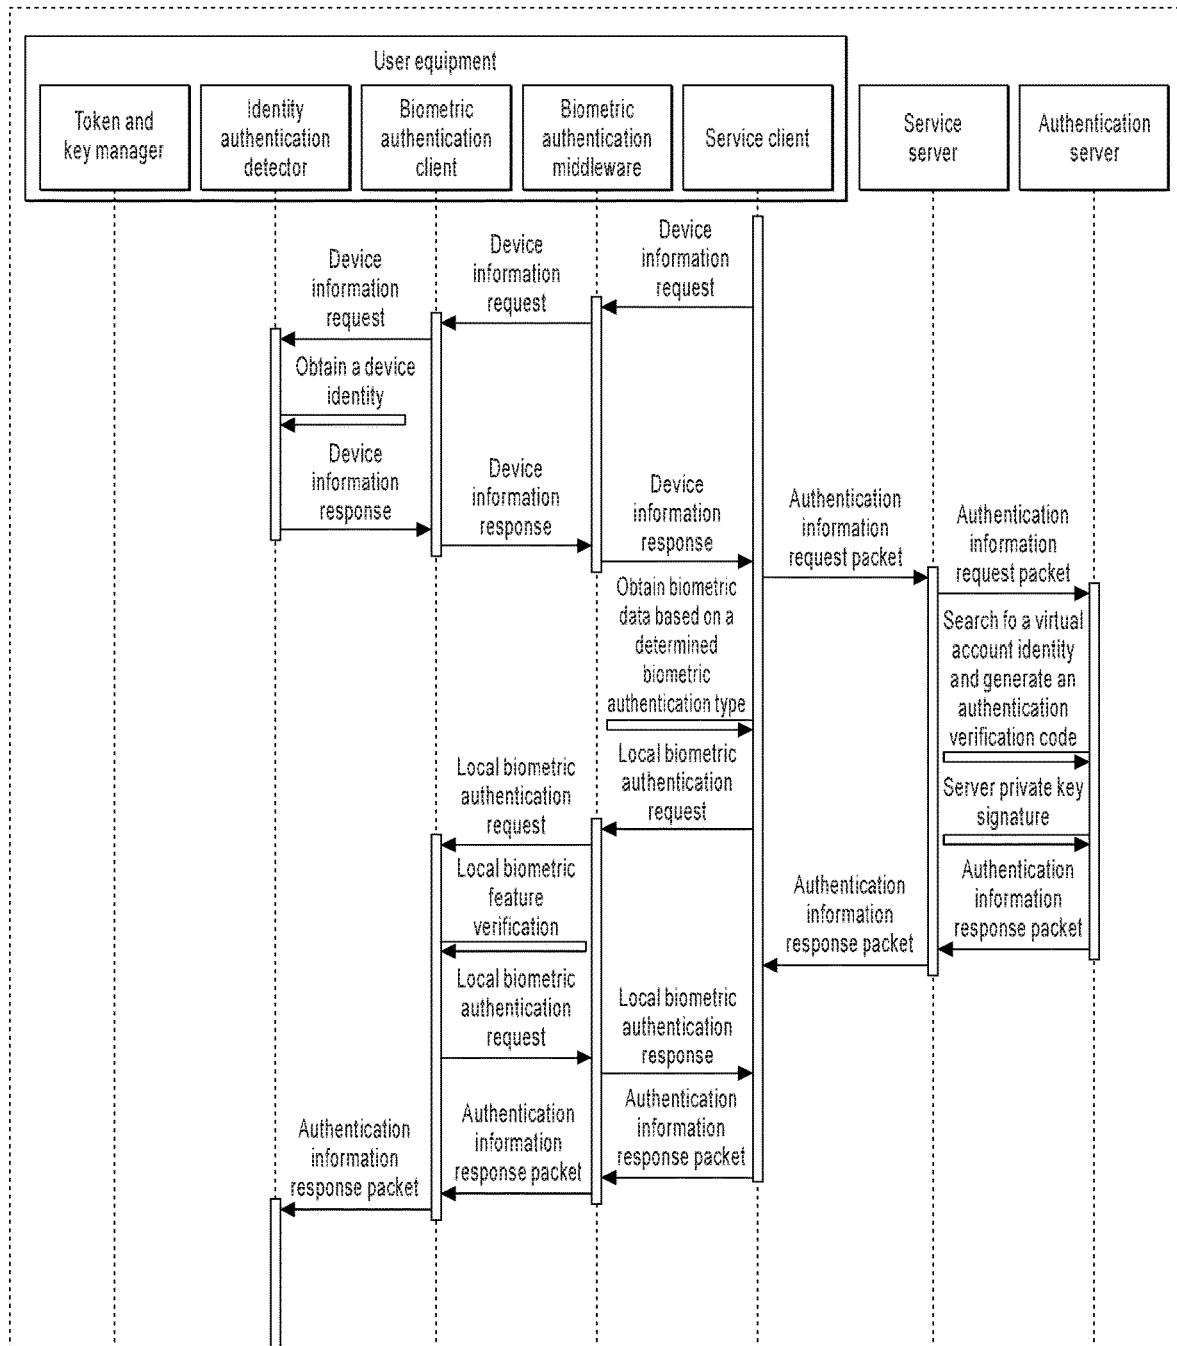 User equipment
Token and
key manager
Identity
authentication
detector
Biometric
authentication
client
Biometric
authentication
middleware
Service client
Service
server
Authentication
server
Device
information
request
Device
information
request
Device
information
request
Obtain a device
identity
Device
information
response
Device
information
response
Device
information
response
Authentication
information
request packet
Authentication
information
request packet
Obtain biometric
data based on a
determined
biometric
authentication type
Search fo a virtual
account identity
and generate an
authentication
verification code
Local biometric
authentication
request
Local biometric
authentication
request
Server private key
signature
Local biometric
feature
verification
Authentication
information
response packet
Authentication
information
response packet
Local biometric
authentication
request
Local biometric
authentication
response
Authentication
information
response packet
Authentication
information
response packet
Authentication
information
response packet